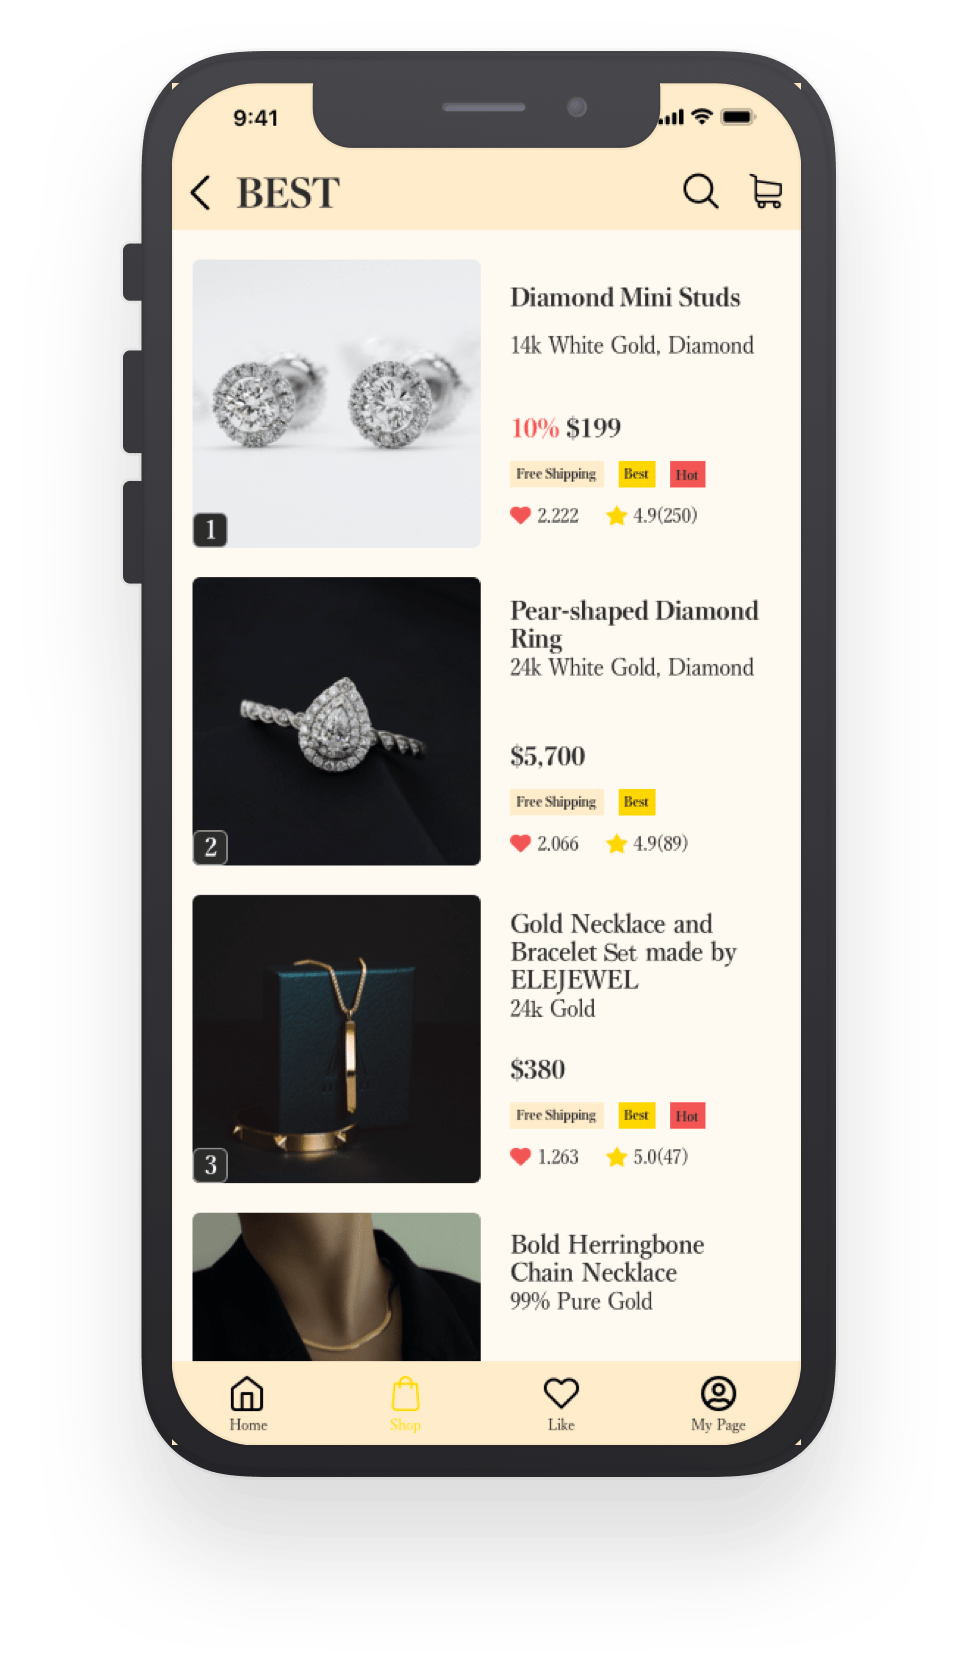 9:41
BEST
Diamond Mini Studs
14k White Gold, Diamond
10% $199
Free Shipping Best Hot
2.222 4.9(250)
1
Pear-shaped Diamond
Ring
24k White Gold, Diamond
$5,700
Free Shipping Best
2.066 4.9(89)
2
Gold Necklace and
Bracelet Set made by
ELEJEWEL
24k Gold
$380
Free Shipping Best Hot
1.263 5.0(47)
3
Bold Herringbone
Chain Necklace
99% Pure Gold
Home Shop Like My Page